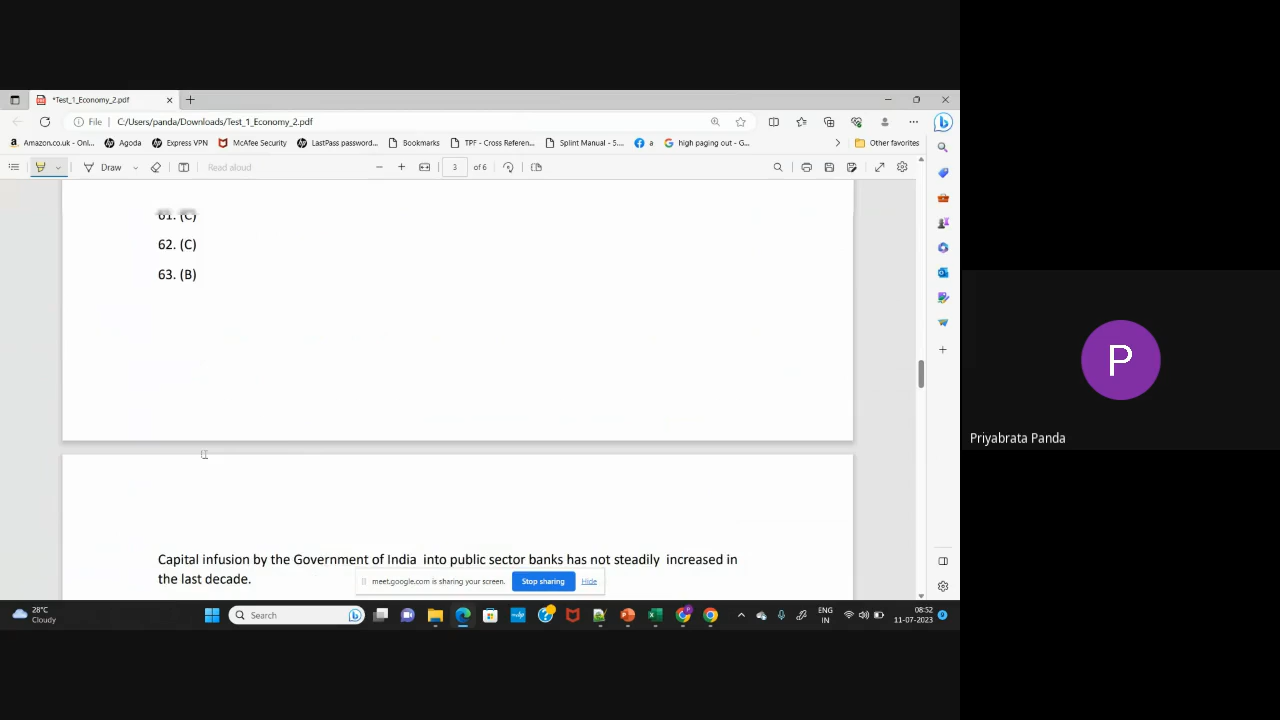 *Test_1_Economy_2.pdf
File
C:/Users/panda/Downloads/Test_1_Economy_2.pdf
Amazon.co.uk - Onl...
Agoda
Express VPN
McAfee Security
LastPass password...
Bookmarks
TPF - Cross Referen...
Splint Manual - 5....
a
high paging out - G...
Other favorites
Draw
Read aloud
3
of 6
61. (C)
62. (C)
63. (B)
Capital infusion by the Government of India into public sector banks has not steadily increased in
the last decade.
meet.google.com is sharing your screen.
Stop sharing
Hide
28°C
Cloudy
Search
ENG
IN
08:52
11-07-2023
P
Priyabrata Panda